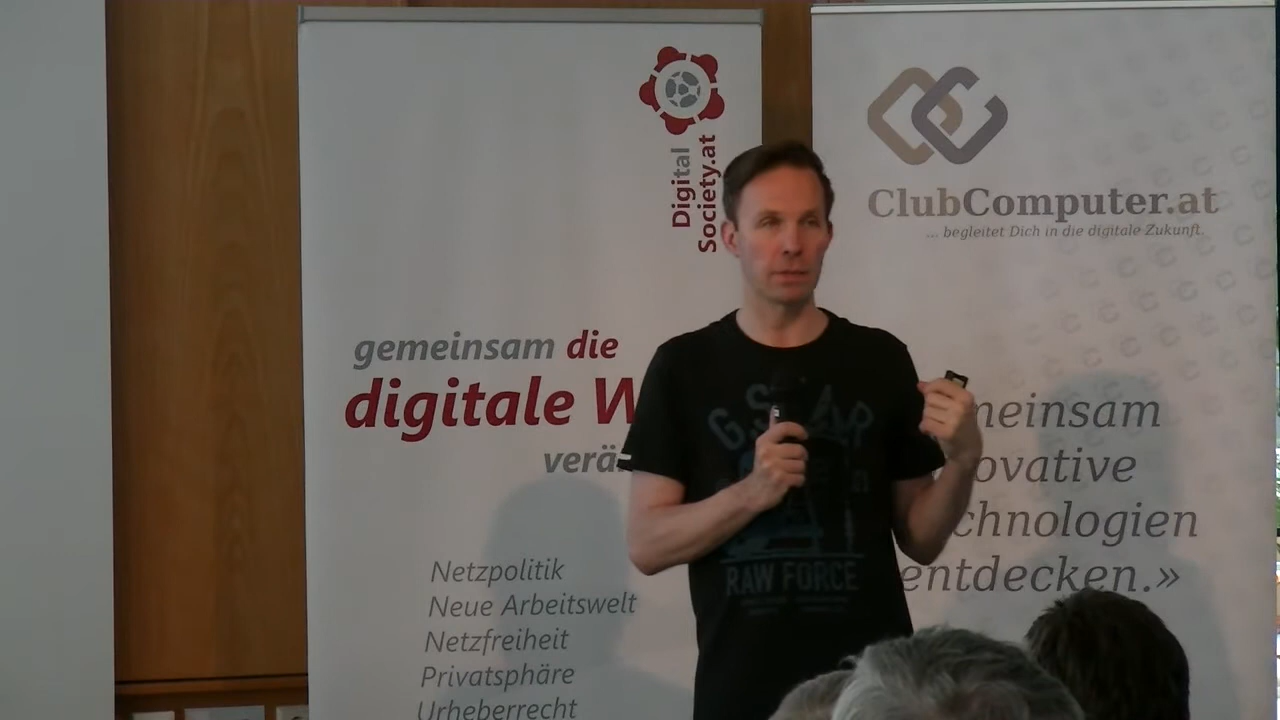 Digital
Society.at
gemeinsam die
digitale W
verä
Netzpolitik
Neue Arbeitswelt
Netzfreiheit
Privatsphäre
Urheberrecht
ClubComputer.at
... begleitet Dich in die digitale Zukunft.
meinsam
ovative
chnologien
entdecken.»
RAW FORCE